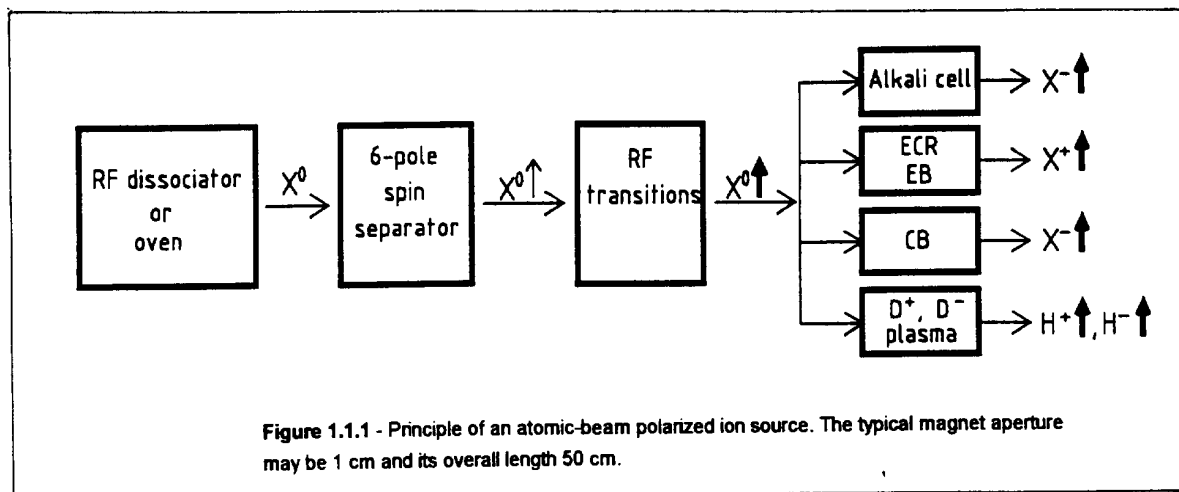 RF dissociator
or
oven
X⁰
6-pole
spin
separator
X⁰↑
RF
transitions
X⁰⬆
Alkali cell
X⁻⬆
ECR
EB
X⁺⬆
CB
X⁻⬆
D⁺, D⁻
plasma
H⁺⬆, H⁻⬆
Figure 1.1.1 - Principle of an atomic-beam polarized ion source. The typical magnet aperture
may be 1 cm and its overall length 50 cm.